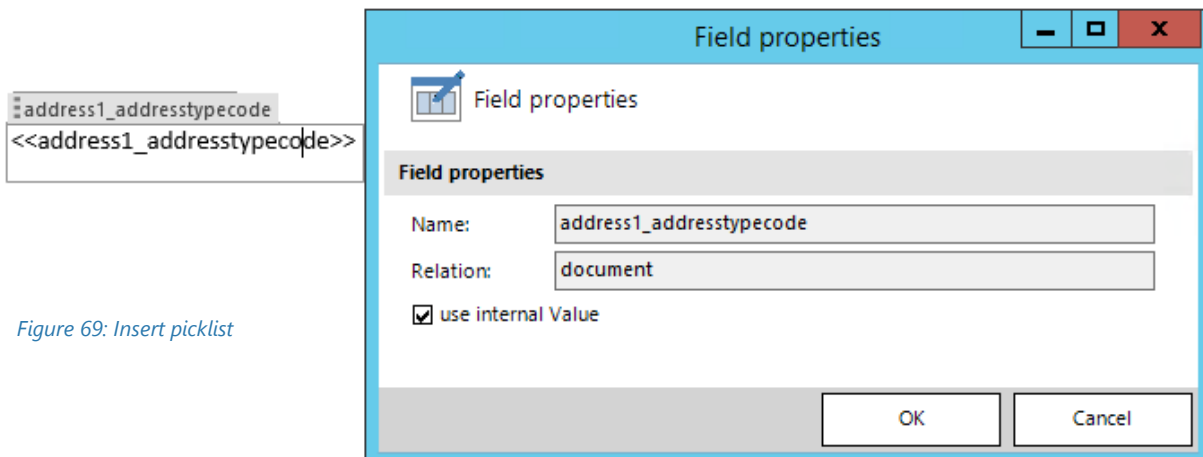 address1_addresstypecode
<<address1_addresstypecode>>
Figure 69: Insert picklist
Field properties
Field properties
Field properties
Name: address1_addresstypecode
Relation: document
use internal Value
OK Cancel